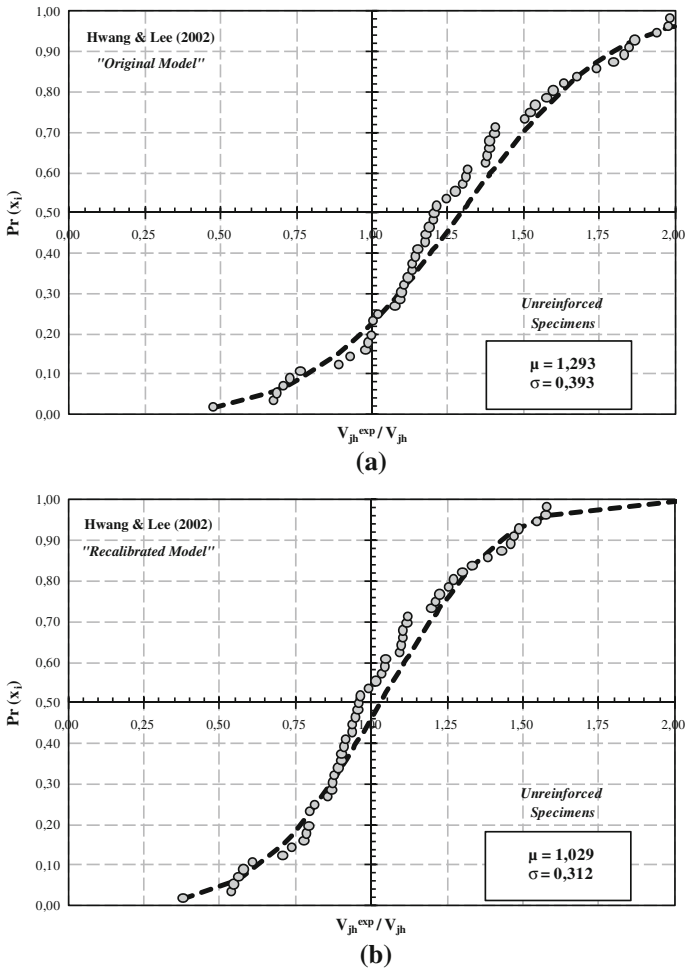 1,00
0,90
0,80
0,70
0,60
0,50
0,40
0,30
0,20
0,10
0,00
Pr (xi)
Hwang & Lee (2002)
"Original Model"
0,00 0,25 0,50 0,75 1,00 1,25 1,50 1,75 2,00
Unreinforced
Specimens
μ = 1,293
σ = 0,393
Vjh exp / Vjh
(a)
1,00
0,90
0,80
0,70
0,60
0,50
0,40
0,30
0,20
0,10
0,00
Pr (xi)
Hwang & Lee (2002)
"Recalibrated Model"
0,00 0,25 0,50 0,75 1,00 1,25 1,50 1,75 2,00
Unreinforced
Specimens
μ = 1,029
σ = 0,312
Vjh exp / Vjh
(b)